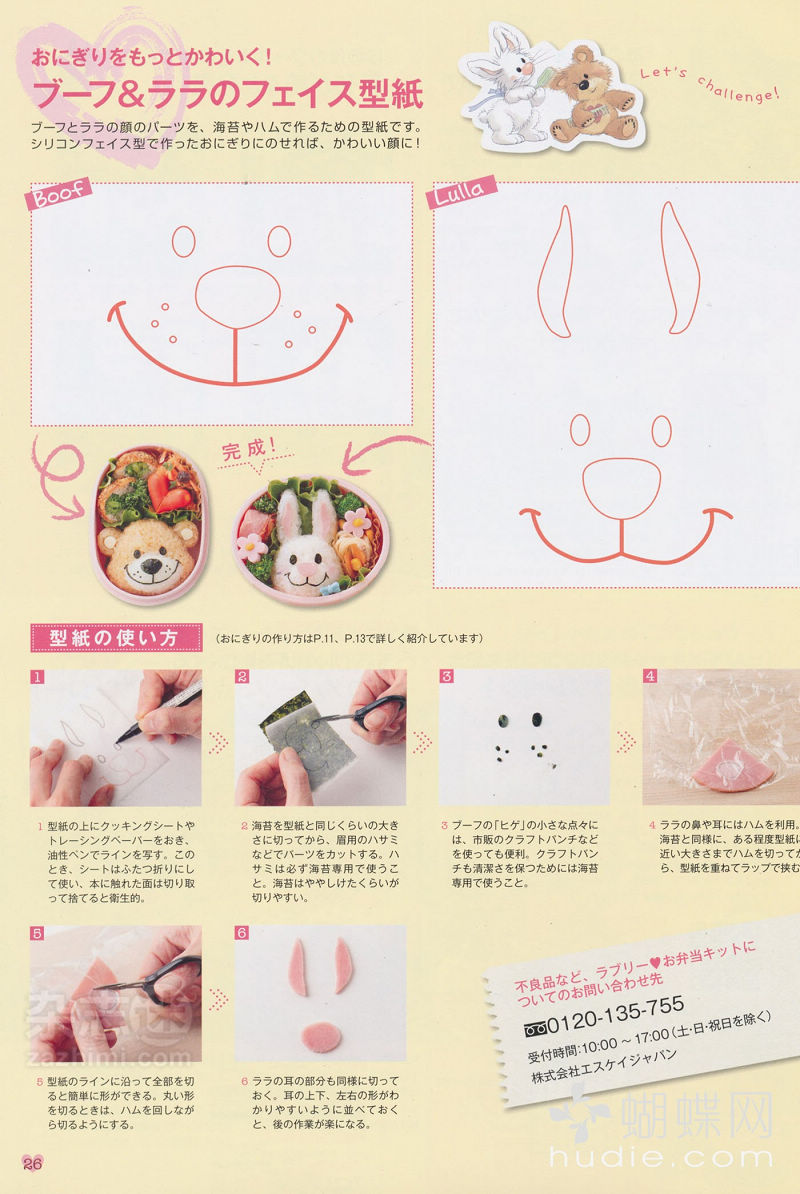 おにぎりをもっとかわいく！
ブーフ&ララのフェイス型紙
ブーフとララの顔のパーツを、海苔やハムで作るための型紙です。
シリコンフェイス型で作ったおにぎりにのせれば、かわいい顔に！
Let's challenge!
Boof
Lulla
完成！
型紙の使い方
（おにぎりの作り方はP.11、P.13で詳しく紹介しています）
1
2
3
4
1 型紙の上にクッキングシートや
トレーシングペーパーをおき、
油性ペンでラインを写す。この
とき、シートはふたつ折りにし
て使い、本に触れた面は切り取
って捨てると衛生的。
2 海苔を型紙と同じくらいの大き
さに切ってから、眉用のハサミ
などでパーツをカットする。ハ
サミは必ず海苔専用で使うこ
と。海苔はややしけたくらいが
切りやすい。
3 ブーフの「ヒゲ」の小さな点々に
は、市販のクラフトパンチなど
を使っても便利。クラフトパン
チも清潔さを保つためには海苔
専用で使うこと。
4 ララの鼻や耳にはハムを利用。
海苔と同様に、ある程度型紙に
近い大きさまでハムを切ってか
ら、型紙を重ねてラップで挟む
5
6
5 型紙のラインに沿って全部を切
ると簡単に形ができる。丸い形
を切るときは、ハムを回しなが
ら切るようにする。
6 ララの耳の部分も同様に切って
おく。耳の上下、左右の形がわ
かりやすいように並べておく
と、後の作業が楽になる。
不良品など、ラブリー♥お弁当キットに
ついてのお問い合わせ先
0120-135-755
受付時間：10:00 ～ 17:00（土・日・祝日を除く）
株式会社エスケイジャパン
杂志迷
zazhimi.com
蝴蝶网
hudie.com
26